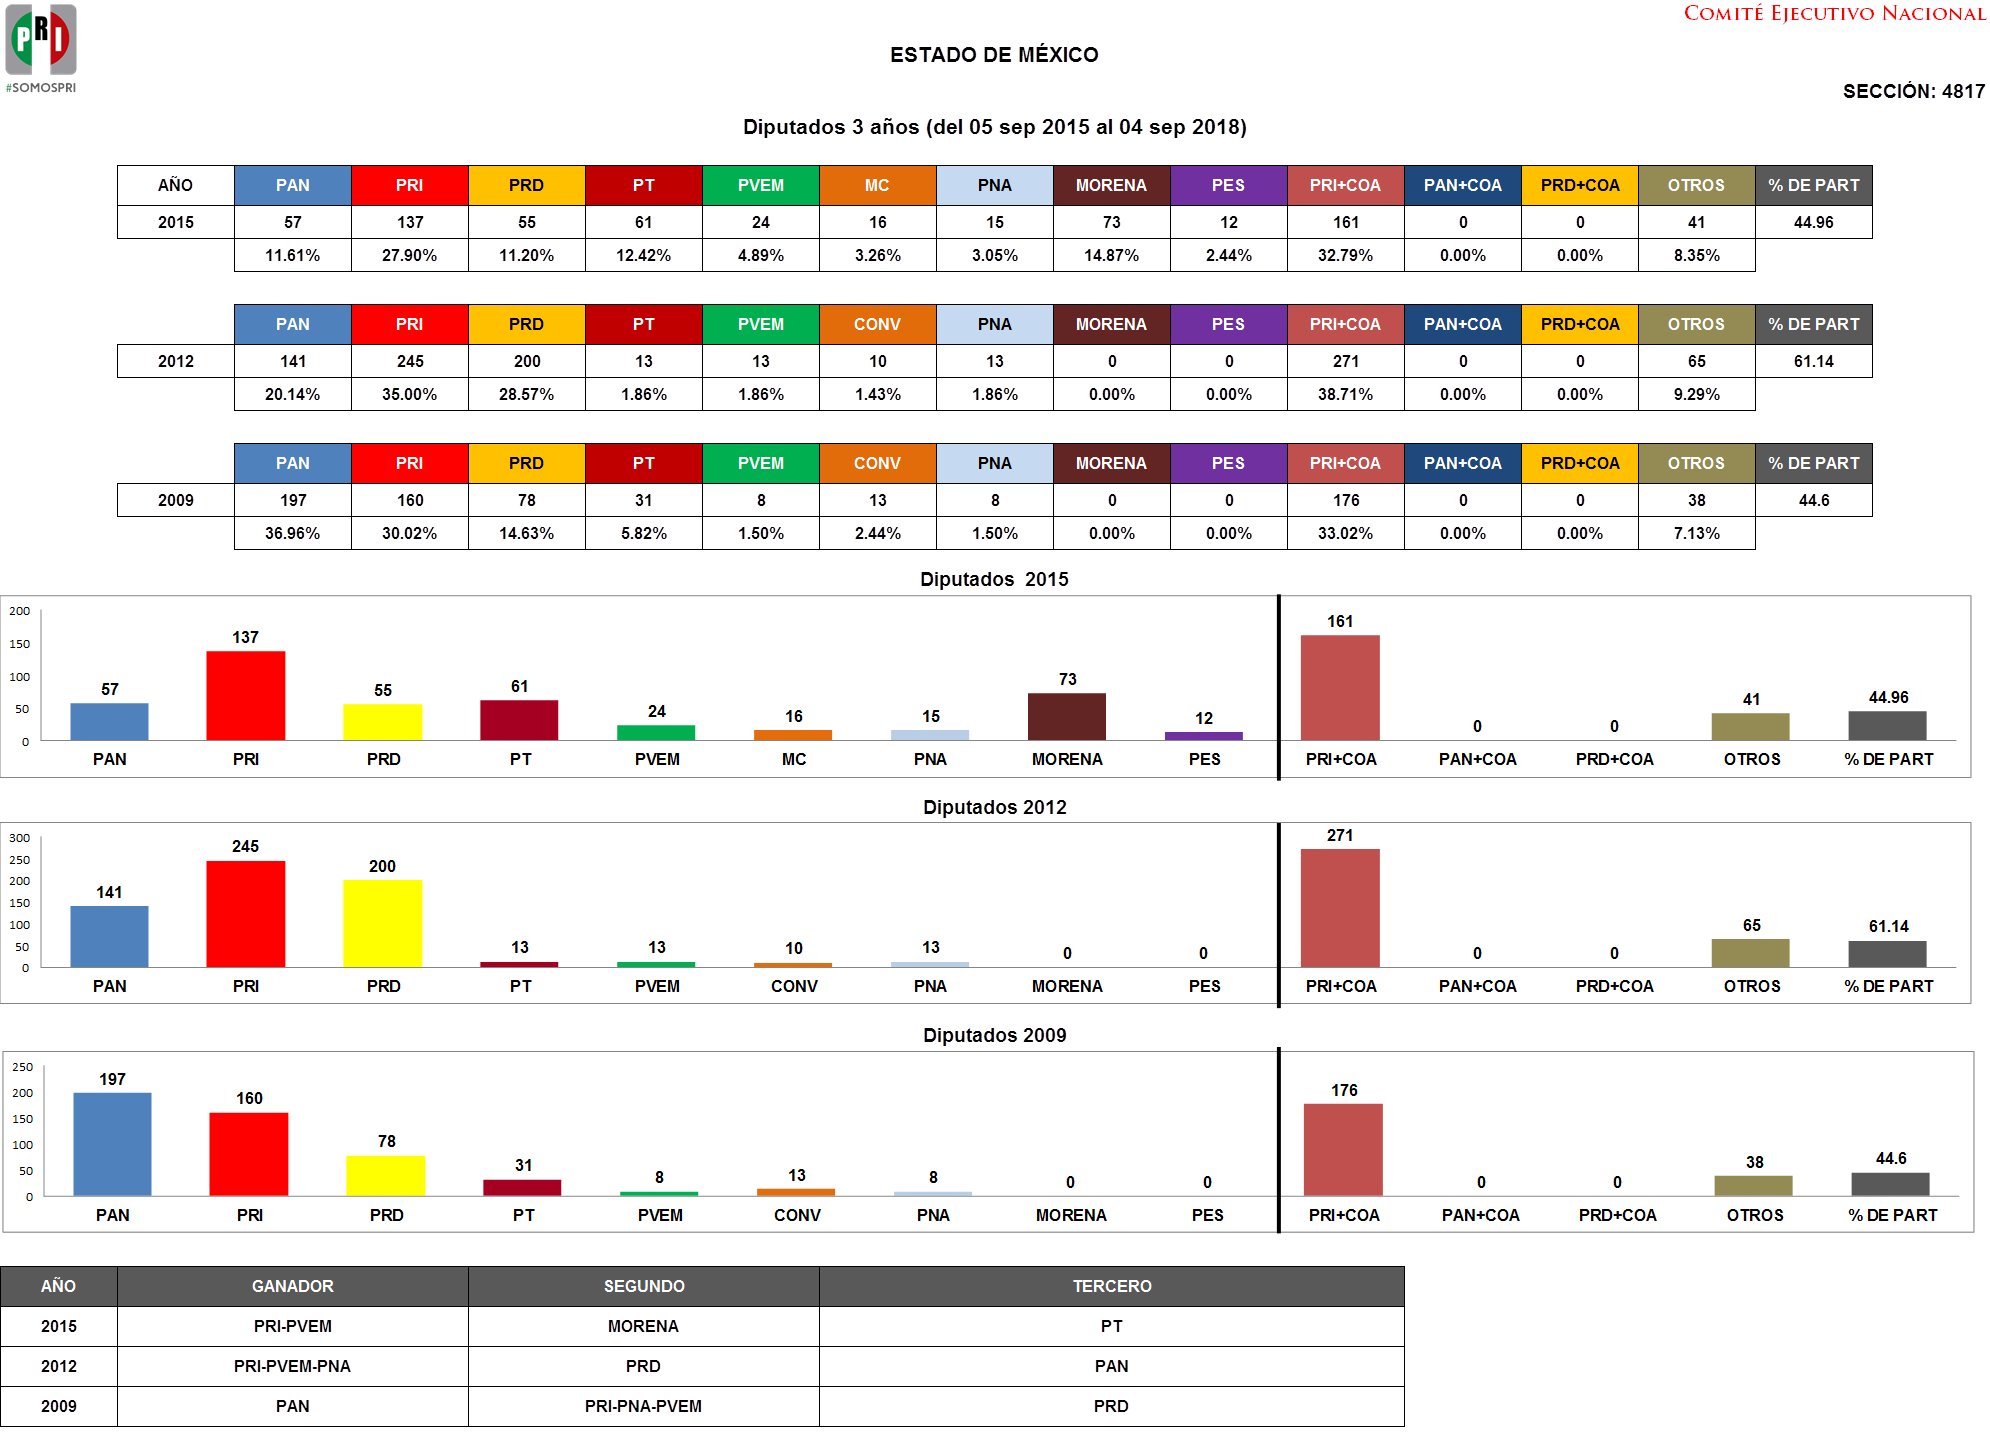 PRI
#SOMOSPRI
COMITÉ EJECUTIVO NACIONAL
ESTADO DE MÉXICO
SECCIÓN: 4817
Diputados 3 años (del 05 sep 2015 al 04 sep 2018)
AÑO PAN PRI PRD PT PVEM MC PNA MORENA PES PRI+COA PAN+COA PRD+COA OTROS % DE PART
2015 57 137 55 61 24 16 15 73 12 161 0 0 41 44.96
11.61% 27.90% 11.20% 12.42% 4.89% 3.26% 3.05% 14.87% 2.44% 32.79% 0.00% 0.00% 8.35%
PAN PRI PRD PT PVEM CONV PNA MORENA PES PRI+COA PAN+COA PRD+COA OTROS % DE PART
2012 141 245 200 13 13 10 13 0 0 271 0 0 65 61.14
20.14% 35.00% 28.57% 1.86% 1.86% 1.43% 1.86% 0.00% 0.00% 38.71% 0.00% 0.00% 9.29%
PAN PRI PRD PT PVEM CONV PNA MORENA PES PRI+COA PAN+COA PRD+COA OTROS % DE PART
2009 197 160 78 31 8 13 8 0 0 176 0 0 38 44.6
36.96% 30.02% 14.63% 5.82% 1.50% 2.44% 1.50% 0.00% 0.00% 33.02% 0.00% 0.00% 7.13%
Diputados 2015
200
150
100
50
0
57 137 55 61 24 16 15 73 12 161 0 0 41 44.96
PAN PRI PRD PT PVEM MC PNA MORENA PES PRI+COA PAN+COA PRD+COA OTROS % DE PART
Diputados 2012
300
250
200
150
100
50
0
141 245 200 13 13 10 13 0 0 271 0 0 65 61.14
PAN PRI PRD PT PVEM CONV PNA MORENA PES PRI+COA PAN+COA PRD+COA OTROS % DE PART
Diputados 2009
250
200
150
100
50
0
197 160 78 31 8 13 8 0 0 176 0 0 38 44.6
PAN PRI PRD PT PVEM CONV PNA MORENA PES PRI+COA PAN+COA PRD+COA OTROS % DE PART
AÑO GANADOR SEGUNDO TERCERO
2015 PRI-PVEM MORENA PT
2012 PRI-PVEM-PNA PRD PAN
2009 PAN PRI-PNA-PVEM PRD